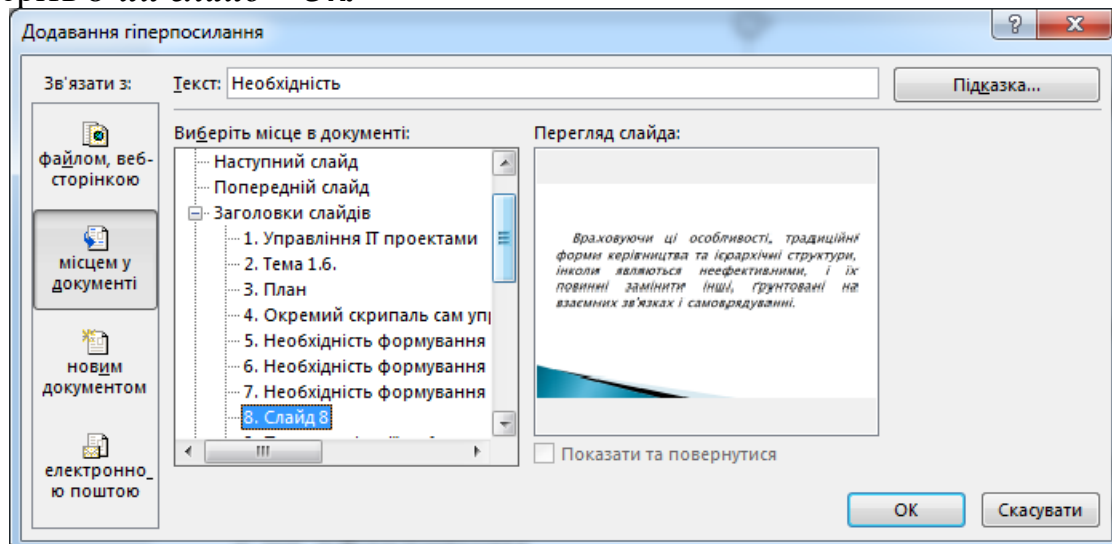 Додавання гіперпосилання
Зв'язати з:
Текст: Необхідність
Підказка...
файлом, веб-
сторінкою
місцем у
документі
новим
документом
електронно_
ю поштою
Виберіть місце в документі:
Наступний слайд
Попередній слайд
Заголовки слайдів
1. Управління ІТ проектами
2. Тема 1.6.
3. План
4. Окремий скрипаль сам упр
5. Необхідність формування
6. Необхідність формування
7. Необхідність формування
8. Слайд 8
Перегляд слайда:
Враховуючи ці особливості, традиційні
форми керівництва та ієрархічні структури,
інколи являються неефективними, і їх
повинні замінити інші, ґрунтовані на
взаємних зв'язках і самоврядуванні.
Показати та повернутися
ОК
Скасувати